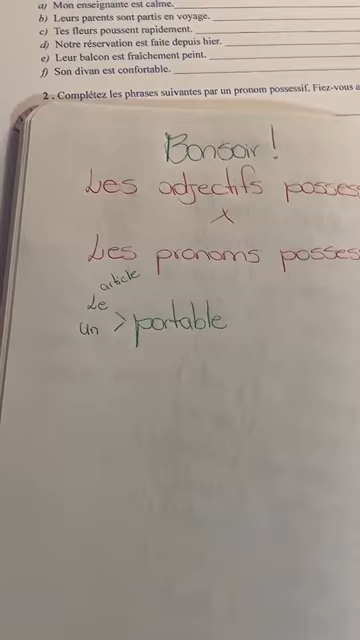 a) Mon enseignante est calme.
b) Leurs parents sont partis en voyage.
c) Tes fleurs poussent rapidement.
d) Notre réservation est faite depuis hier.
e) Leur balcon est fraîchement peint.
f) Son divan est confortable.
2. Complétez les phrases suivantes par un pronom possessif. Fiez-vous a
Bonsoir !
Les adjectifs posses
x
Les pronoms posses
article
Le
un > portable